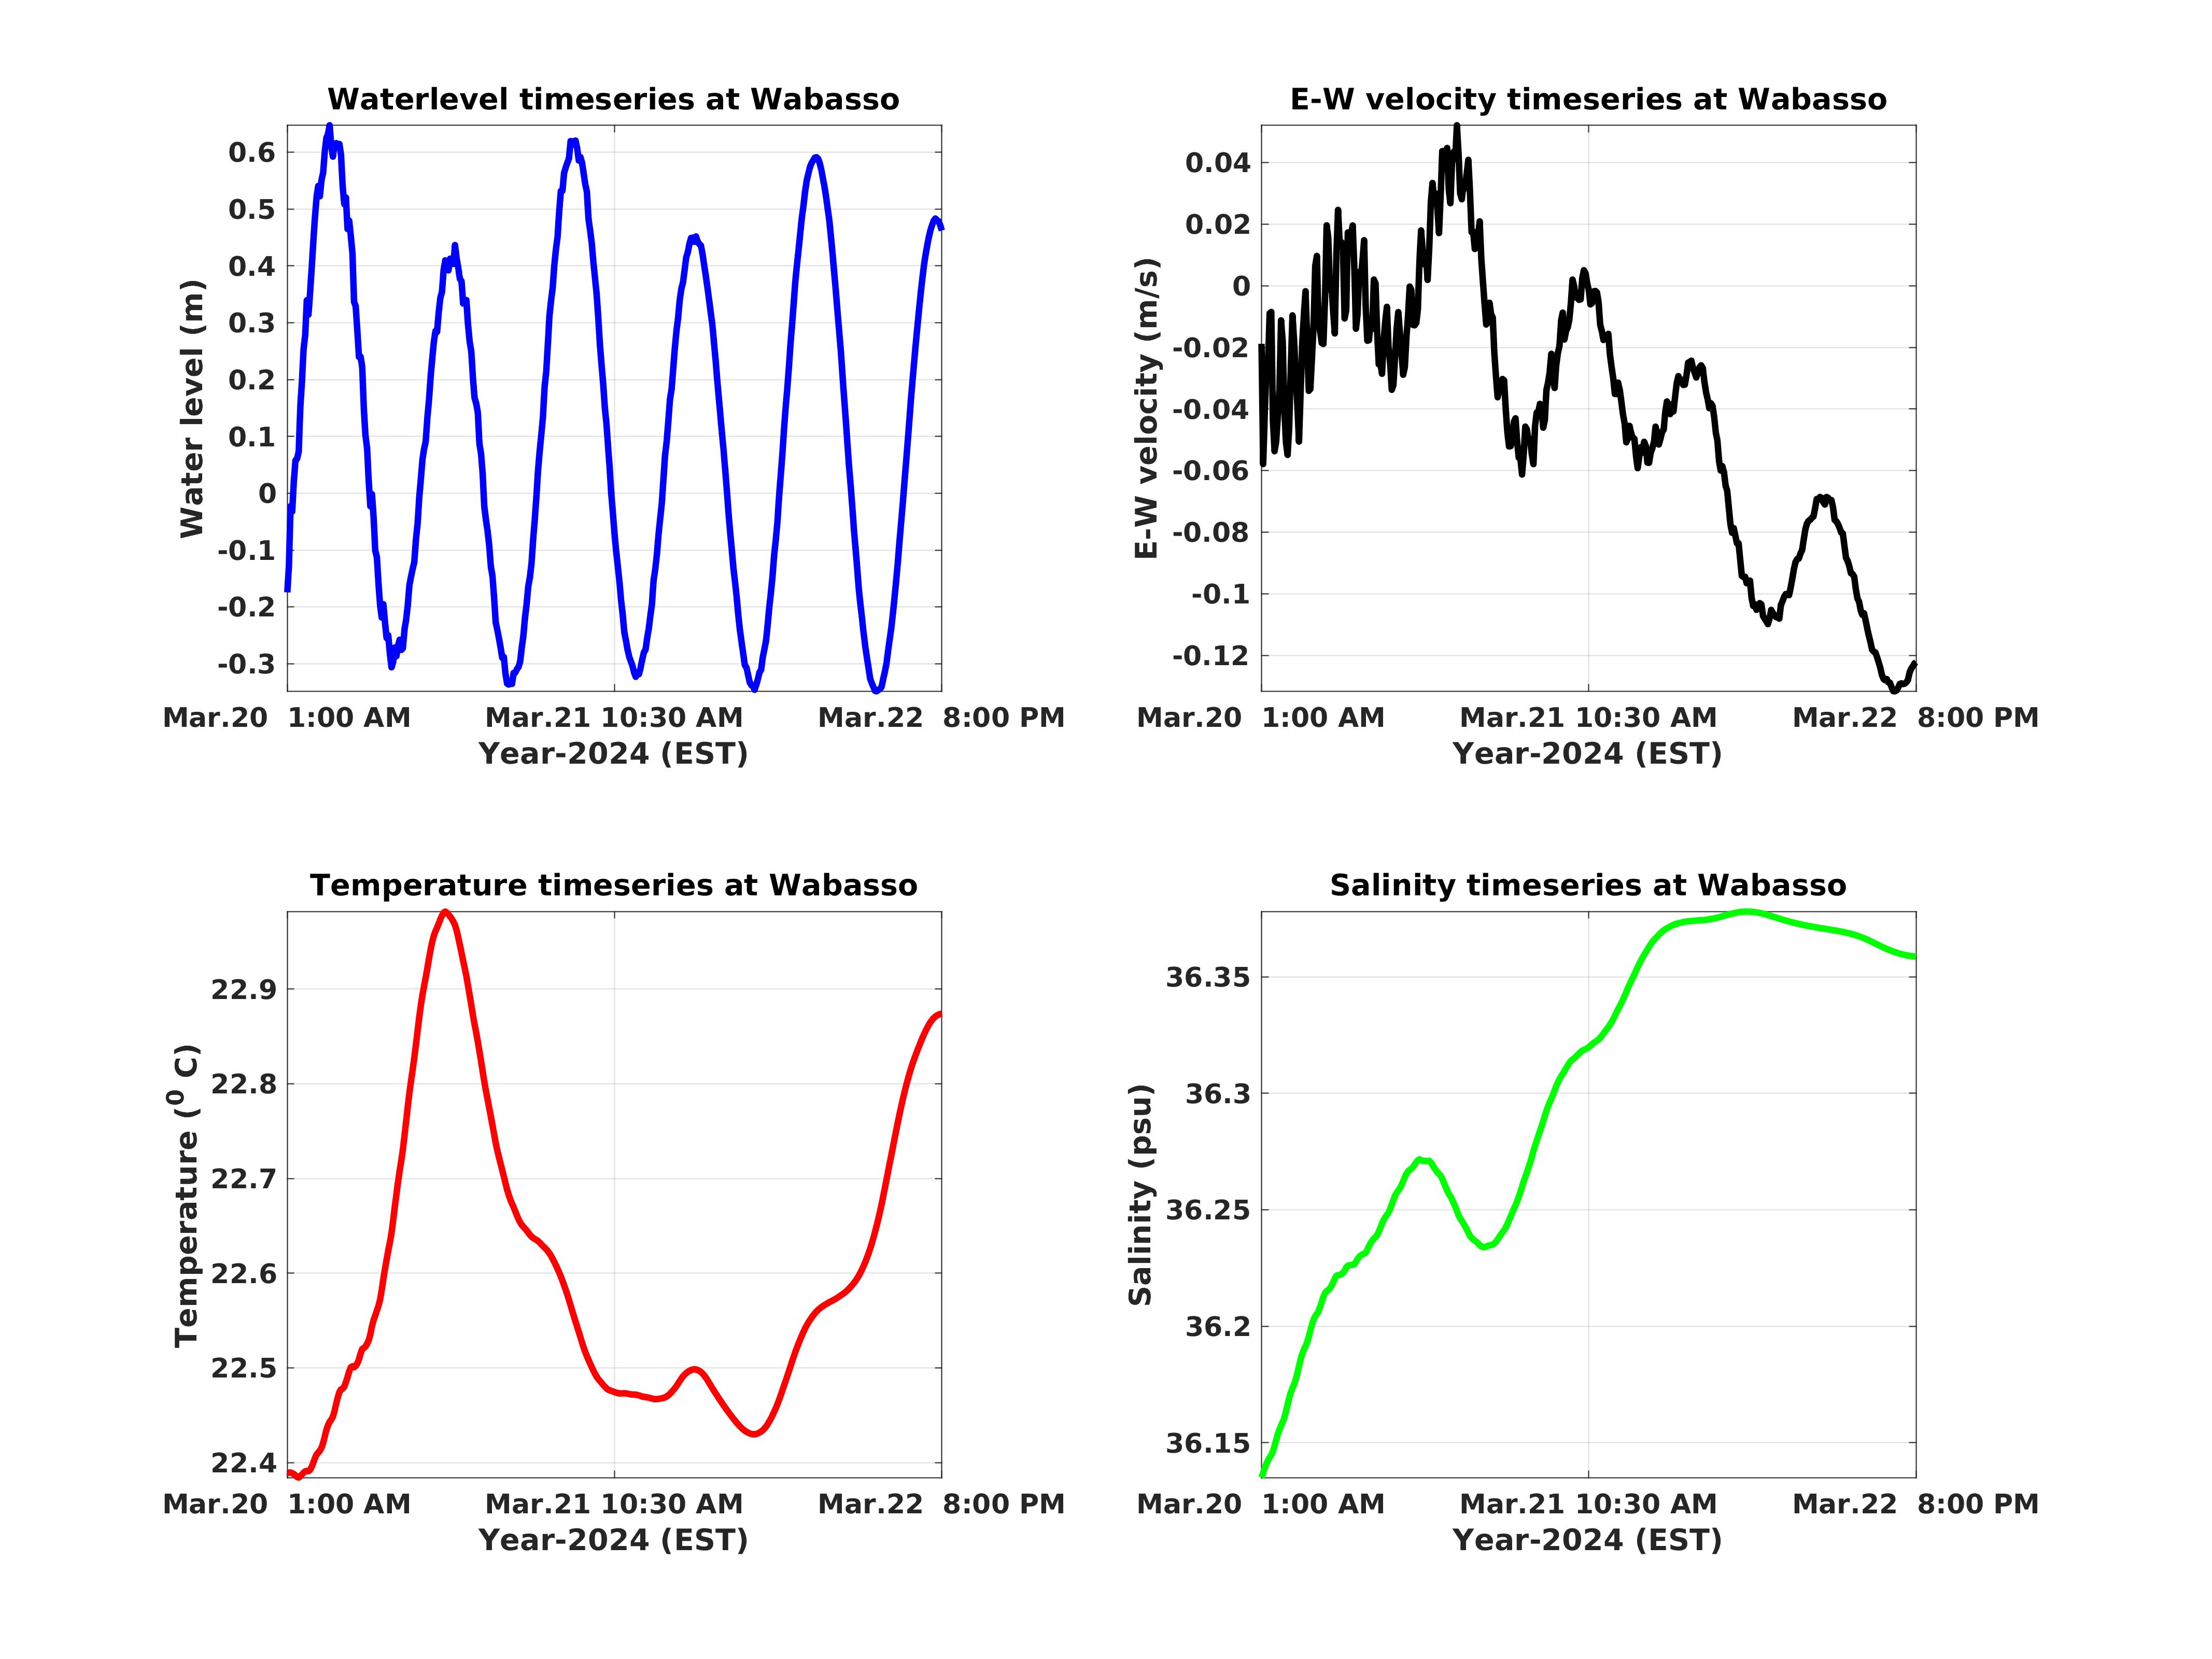 Waterlevel timeseries at Wabasso
0.6
0.5
0.4
0.3
0.2
0.1
0
-0.1
-0.2
-0.3
Water level (m)
Mar.20 1:00 AM Mar.21 10:30 AM Mar.22 8:00 PM
Year-2024 (EST)
E-W velocity timeseries at Wabasso
0.04
0.02
0
-0.02
-0.04
-0.06
-0.08
-0.1
-0.12
E-W velocity (m/s)
Mar.20 1:00 AM Mar.21 10:30 AM Mar.22 8:00 PM
Year-2024 (EST)
Temperature timeseries at Wabasso
22.9
22.8
22.7
22.6
22.5
22.4
Temperature (⁰ C)
Mar.20 1:00 AM Mar.21 10:30 AM Mar.22 8:00 PM
Year-2024 (EST)
Salinity timeseries at Wabasso
36.35
36.3
36.25
36.2
36.15
Salinity (psu)
Mar.20 1:00 AM Mar.21 10:30 AM Mar.22 8:00 PM
Year-2024 (EST)